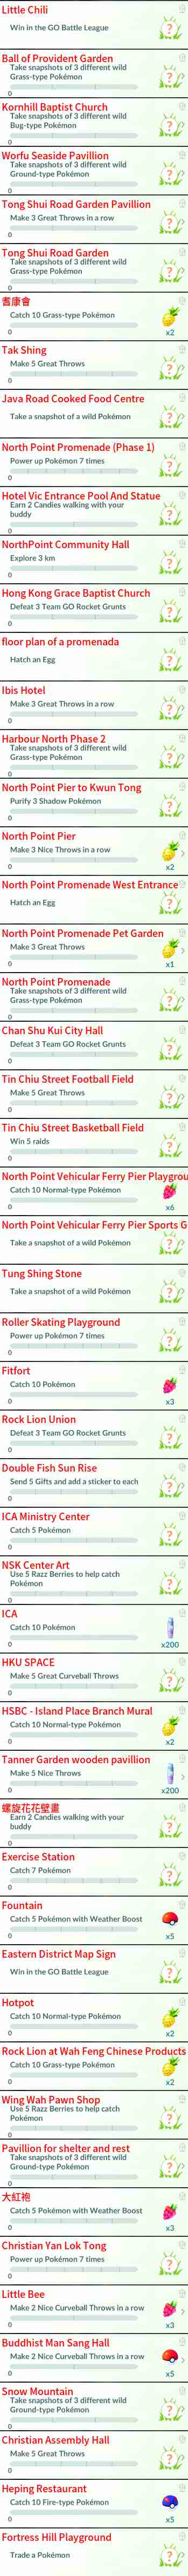 Little Chili
Win in the GO Battle League
Ball of Provident Garden
Take snapshots of 3 different wild
Grass-type Pokémon
0
Kornhill Baptist Church
Take snapshots of 3 different wild
Bug-type Pokémon
0
Worfu Seaside Pavillion
Take snapshots of 3 different wild
Ground-type Pokémon
0
Tong Shui Road Garden Pavillion
Make 3 Great Throws in a row
0
Tong Shui Road Garden
Take snapshots of 3 different wild
Grass-type Pokémon
0
耆康會
Catch 10 Grass-type Pokémon
0
x2
Tak Shing
Make 5 Great Throws
0
Java Road Cooked Food Centre
Take a snapshot of a wild Pokémon
North Point Promenade (Phase 1)
Power up Pokémon 7 times
0
Hotel Vic Entrance Pool And Statue
Earn 2 Candies walking with your
buddy
0
NorthPoint Community Hall
Explore 3 km
0
Hong Kong Grace Baptist Church
Defeat 3 Team GO Rocket Grunts
0
floor plan of a promenada
Hatch an Egg
Ibis Hotel
Make 3 Great Throws in a row
0
Harbour North Phase 2
Take snapshots of 3 different wild
Grass-type Pokémon
0
North Point Pier to Kwun Tong
Purify 3 Shadow Pokémon
0
North Point Pier
Make 3 Nice Throws in a row
0
x2
North Point Promenade West Entrance
Hatch an Egg
North Point Promenade Pet Garden
Make 3 Great Throws
0
x1
North Point Promenade
Take snapshots of 3 different wild
Grass-type Pokémon
0
Chan Shu Kui City Hall
Defeat 3 Team GO Rocket Grunts
0
Tin Chiu Street Football Field
Make 5 Great Throws
0
Tin Chiu Street Basketball Field
Win 5 raids
0
North Point Vehicular Ferry Pier Playgrou
Catch 10 Normal-type Pokémon
0
x6
North Point Vehicular Ferry Pier Sports G
Take a snapshot of a wild Pokémon
Tung Shing Stone
Take a snapshot of a wild Pokémon
Roller Skating Playground
Power up Pokémon 7 times
0
Fitfort
Catch 10 Pokémon
0
x3
Rock Lion Union
Defeat 3 Team GO Rocket Grunts
0
Double Fish Sun Rise
Send 5 Gifts and add a sticker to each
0
ICA Ministry Center
Catch 5 Pokémon
0
NSK Center Art
Use 5 Razz Berries to help catch
Pokémon
0
ICA
Catch 10 Pokémon
0
x200
HKU SPACE
Make 5 Great Curveball Throws
0
HSBC - Island Place Branch Mural
Catch 10 Normal-type Pokémon
0
x2
Tanner Garden wooden pavillion
Make 5 Nice Throws
0
x200
螺旋花花壁畫
Earn 2 Candies walking with your
buddy
0
Exercise Station
Catch 7 Pokémon
0
Fountain
Catch 5 Pokémon with Weather Boost
0
x5
Eastern District Map Sign
Win in the GO Battle League
Hotpot
Catch 10 Normal-type Pokémon
0
x2
Rock Lion at Wah Feng Chinese Products
Catch 10 Grass-type Pokémon
0
x2
Wing Wah Pawn Shop
Use 5 Razz Berries to help catch
Pokémon
0
Pavillion for shelter and rest
Take snapshots of 3 different wild
Ground-type Pokémon
0
大紅袍
Catch 5 Pokémon with Weather Boost
0
x3
Christian Yan Lok Tong
Power up Pokémon 7 times
0
Little Bee
Make 2 Nice Curveball Throws in a row
0
x3
Buddhist Man Sang Hall
Make 2 Nice Curveball Throws in a row
0
x5
Snow Mountain
Take snapshots of 3 different wild
Ground-type Pokémon
0
Christian Assembly Hall
Make 5 Great Throws
0
Heping Restaurant
Catch 10 Fire-type Pokémon
0
x5
Fortress Hill Playground
Trade a Pokémon